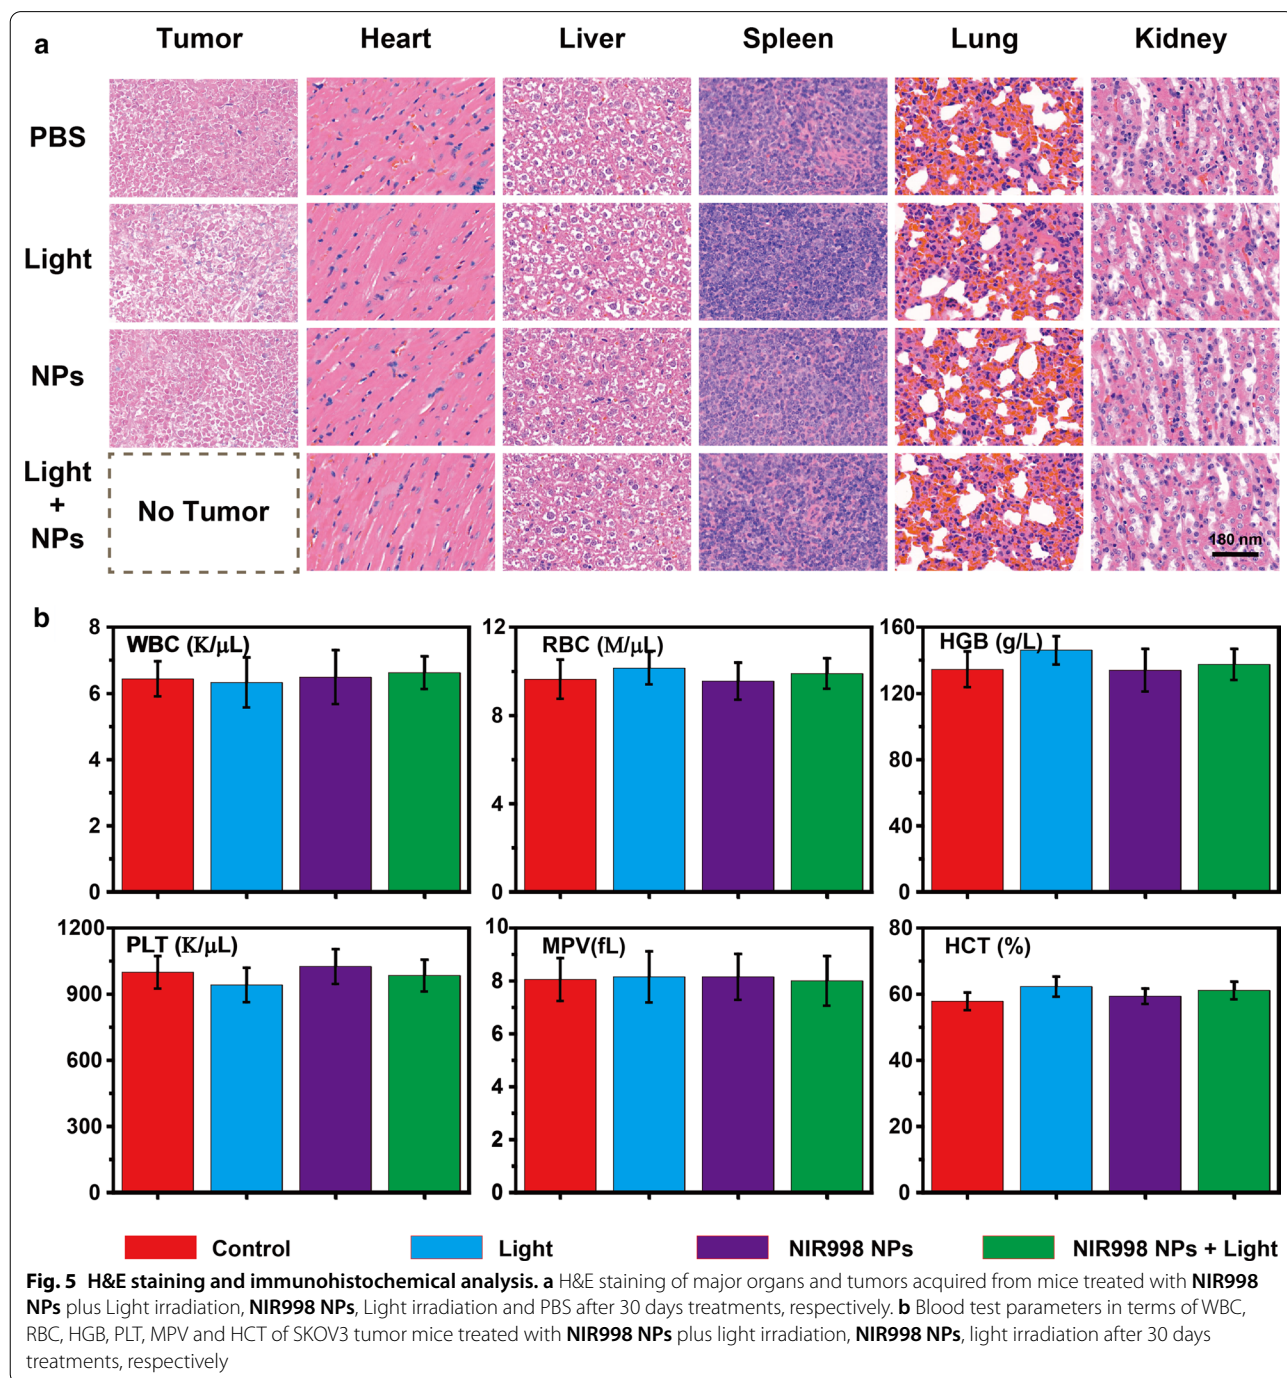 a
Tumor Heart Liver Spleen Lung Kidney
PBS
Light
NPs
Light
+
NPs
No Tumor
180 nm
b
WBC (K/μL)
8
6
4
2
0
RBC (M/μL)
12
8
4
0
HGB (g/L)
160
120
80
40
0
PLT (K/μL)
1200
900
600
300
0
MPV(fL)
10
8
6
4
2
0
HCT (%)
80
60
40
20
0
Control Light NIR998 NPs NIR998 NPs + Light
Fig. 5 H&E staining and immunohistochemical analysis. a H&E staining of major organs and tumors acquired from mice treated with NIR998
NPs plus Light irradiation, NIR998 NPs, Light irradiation and PBS after 30 days treatments, respectively. b Blood test parameters in terms of WBC,
RBC, HGB, PLT, MPV and HCT of SKOV3 tumor mice treated with NIR998 NPs plus light irradiation, NIR998 NPs, light irradiation after 30 days
treatments, respectively